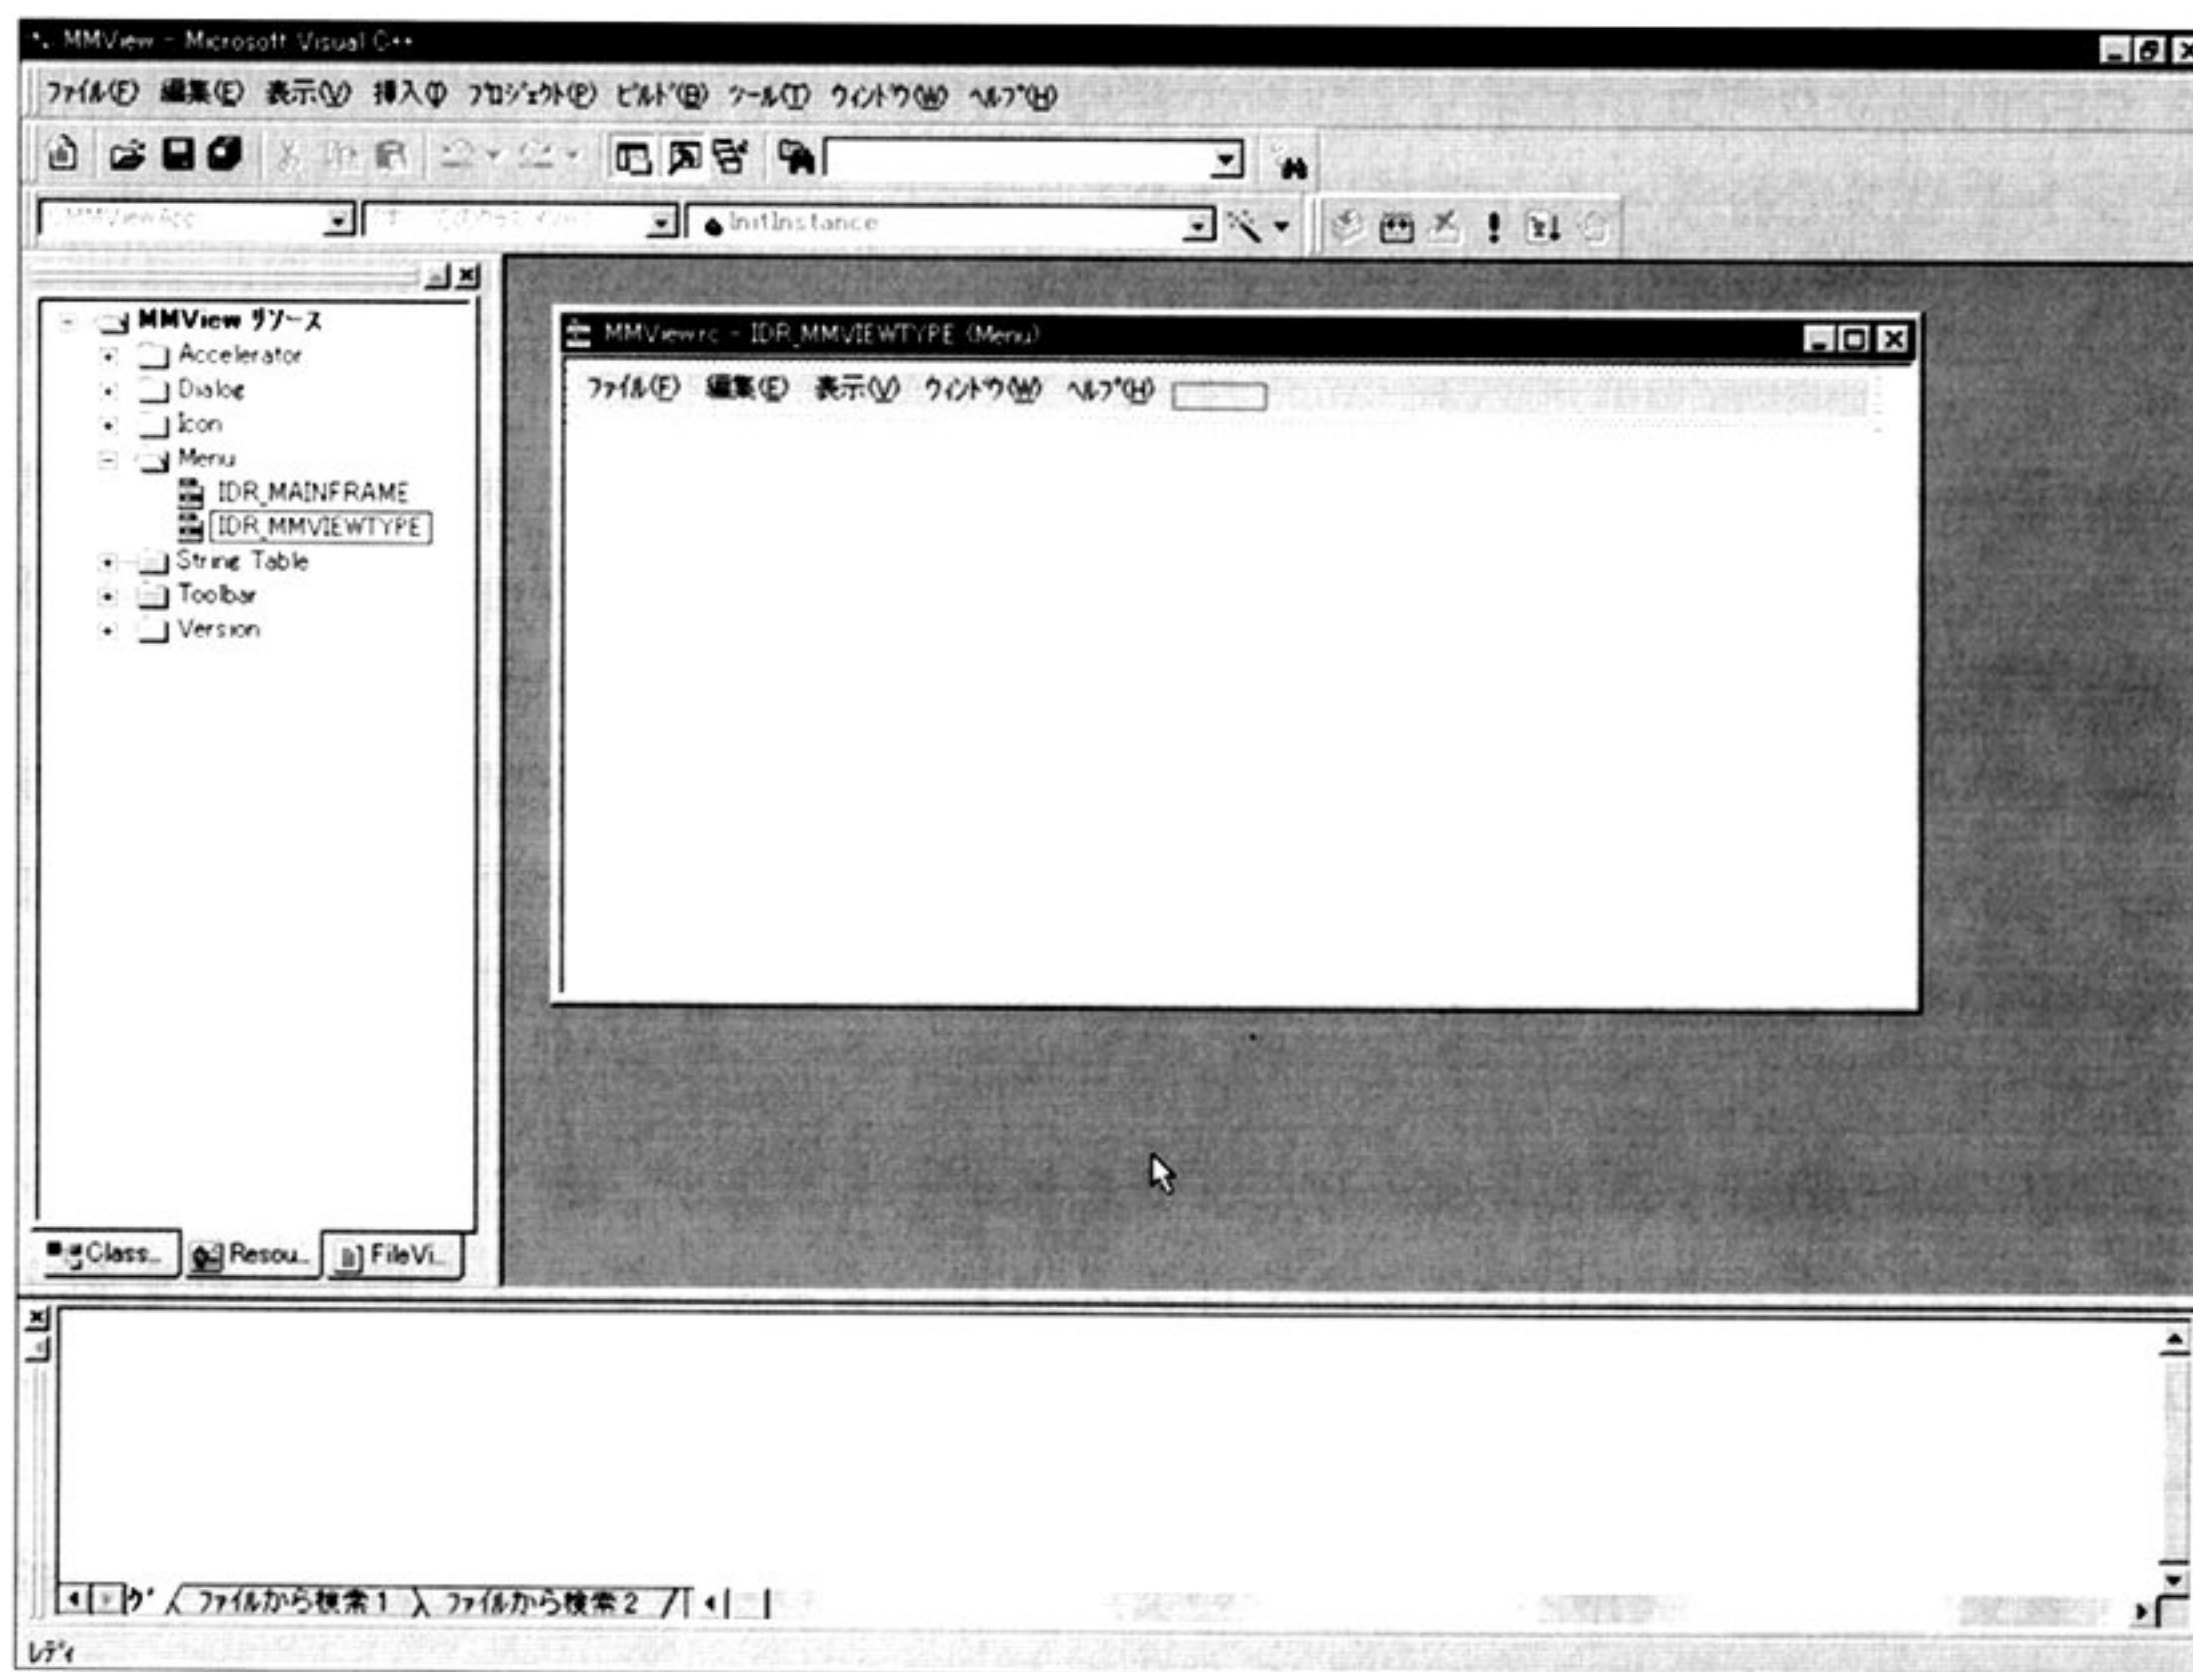 MMView - Microsoft Visual C++
ファイル(F) 編集(E) 表示(V) 挿入(I) プロジェクト(P) ビルド(B) ツール(T) ウィンドウ(W) ヘルプ(H)
InitInstance
MMView リソース
Accelerator
Dialog
Icon
Menu
IDR_MAINFRAME
IDR_MMVIEWTYPE
String Table
Toolbar
Version
Class... Resou... FileVi...
MMView.rc - IDR_MMVIEWTYPE (Menu)
ファイル(F) 編集(E) 表示(V) ウィンドウ(W) ヘルプ(H)
グ ファイルから検索1 ファイルから検索2
レディ